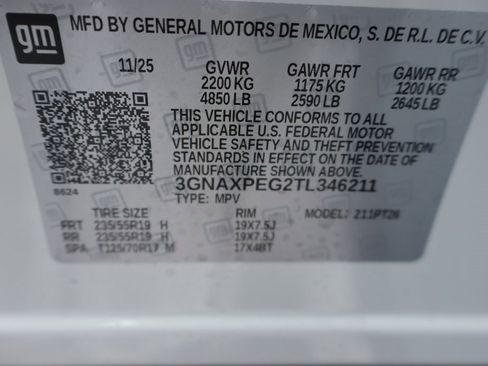 gm
MFD BY GENERAL MOTORS DE MEXICO, S. DE R.L. DE C.V.
11/25 GVWR GAWR FRT GAWR RR
2200 KG 1175 KG 1200 KG
4850 LB 2590 LB 2645 LB
THIS VEHICLE CONFORMS TO ALL
APPLICABLE U.S. FEDERAL MOTOR
VEHICLE SAFETY AND THEFT PREVENTION
STANDARDS IN EFFECT ON THE DATE OF
MANUFACTURE SHOWN ABOVE.
3GNAXPEG2TL346211
8624
TYPE: MPV
TIRE SIZE RIM MODEL: 211PT26
FRT 235/55R19 H 19X7.5J
RR 235/55R19 H 19X7.5J
SPA T125/70R17 M 17X4BT